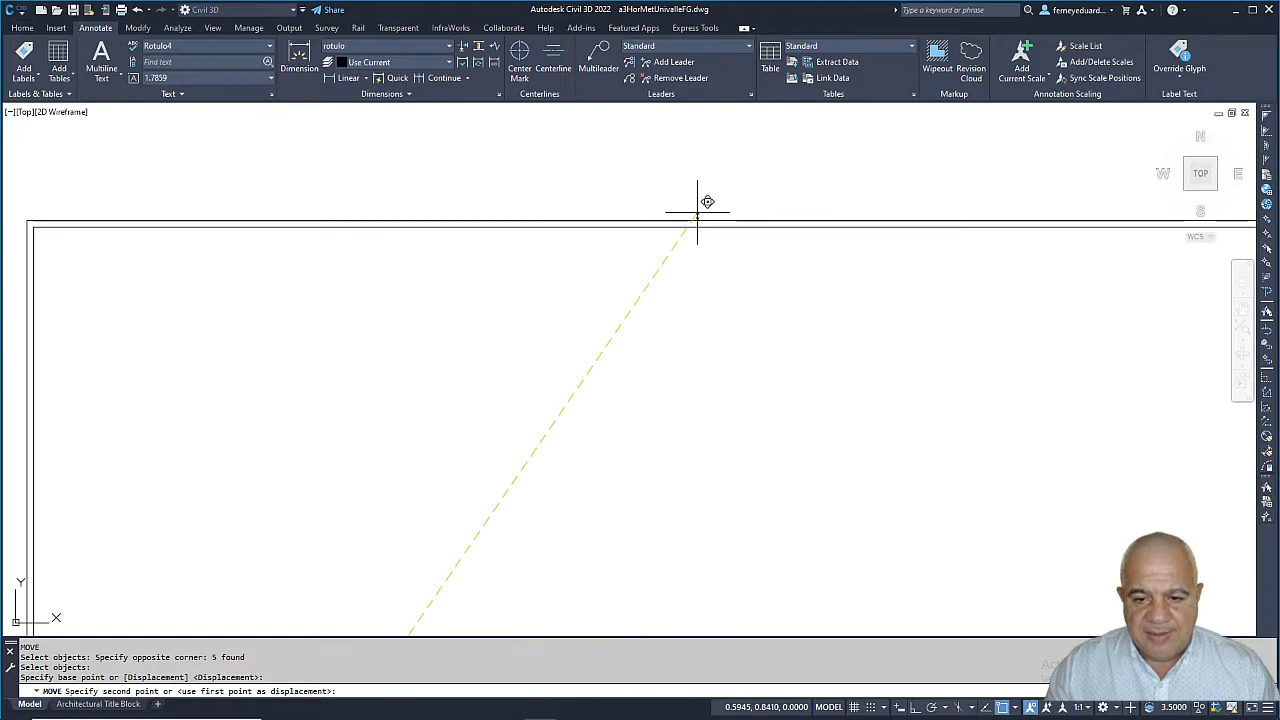 Civil 3D
Share
Autodesk Civil 3D 2022 a3HorMetUnivalleFG.dwg
Type a keyword or phrase
ferneyeduard...
Home Insert Annotate Modify Analyze View Manage Output Survey Rail Transparent InfraWorks Collaborate Help Add-ins Featured Apps Express Tools
Add Labels
Add Tables
Labels & Tables
Multiline Text
Rotulo4
Find text
1.7859
Text
Dimension
rotulo
Use Current
Linear Quick Continue
Dimensions
Center Mark
Centerline
Centerlines
Multileader
Standard
Add Leader
Remove Leader
Leaders
Table
Standard
Extract Data
Link Data
Tables
Wipeout
Revision Cloud
Markup
Add Current Scale
Scale List
Add/Delete Scales
Sync Scale Positions
Annotation Scaling
Override Glyph
Label Text
[−][Top][2D Wireframe]
N
W TOP E
S
WCS
Y
X
MOVE
Select objects: Specify opposite corner: 5 found
Select objects:
Specify base point or [Displacement] <Displacement>:
MOVE Specify second point or <use first point as displacement>:
Model Architectural Title Block +
0.5945, 0.8410, 0.0000 MODEL 1:1 3.5000